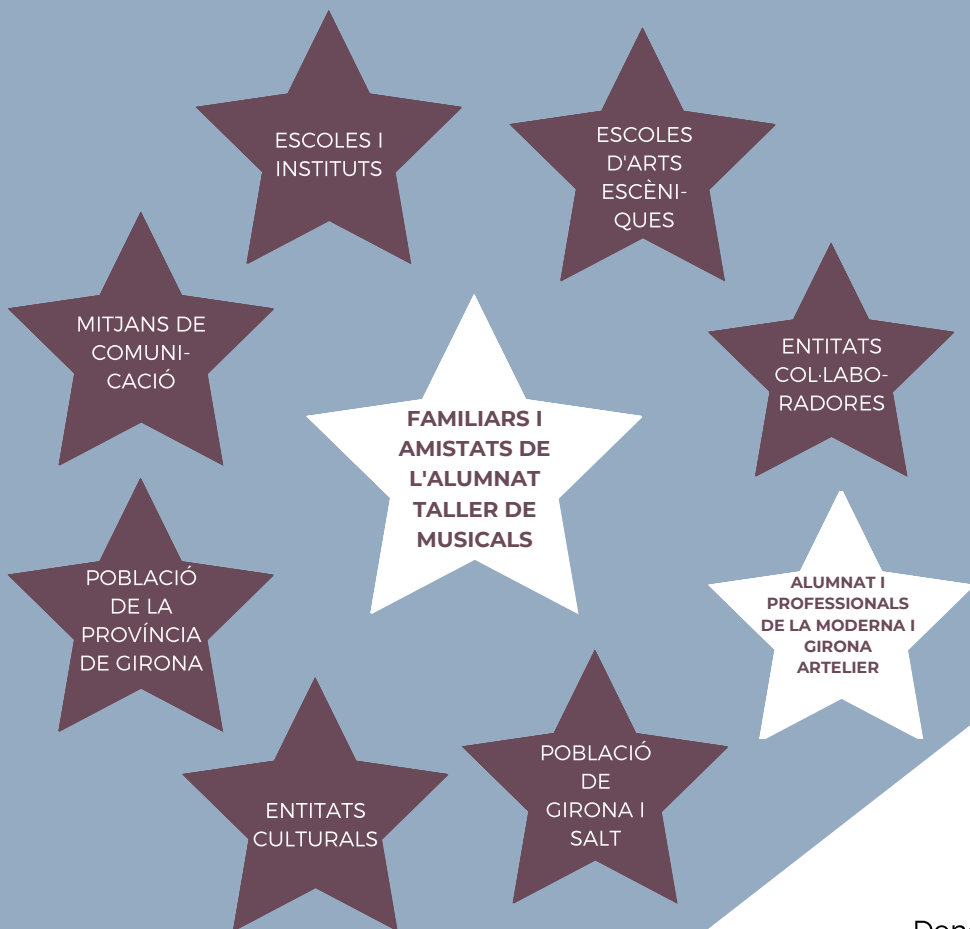 ESCOLES I
INSTITUTS
ESCOLES
D'ARTS
ESCÈNI-
QUES
MITJANS DE
COMUNI-
CACIÓ
ENTITATS
COL·LABO-
RADORES
FAMILIARS I
AMISTATS DE
L'ALUMNAT
TALLER DE
MUSICALS
POBLACIÓ
DE LA
PROVÍNCIA
DE GIRONA
ALUMNAT I
PROFESSIONALS
DE LA MODERNA I
GIRONA
ARTELIER
ENTITATS
CULTURALS
POBLACIÓ
DE
GIRONA I
SALT